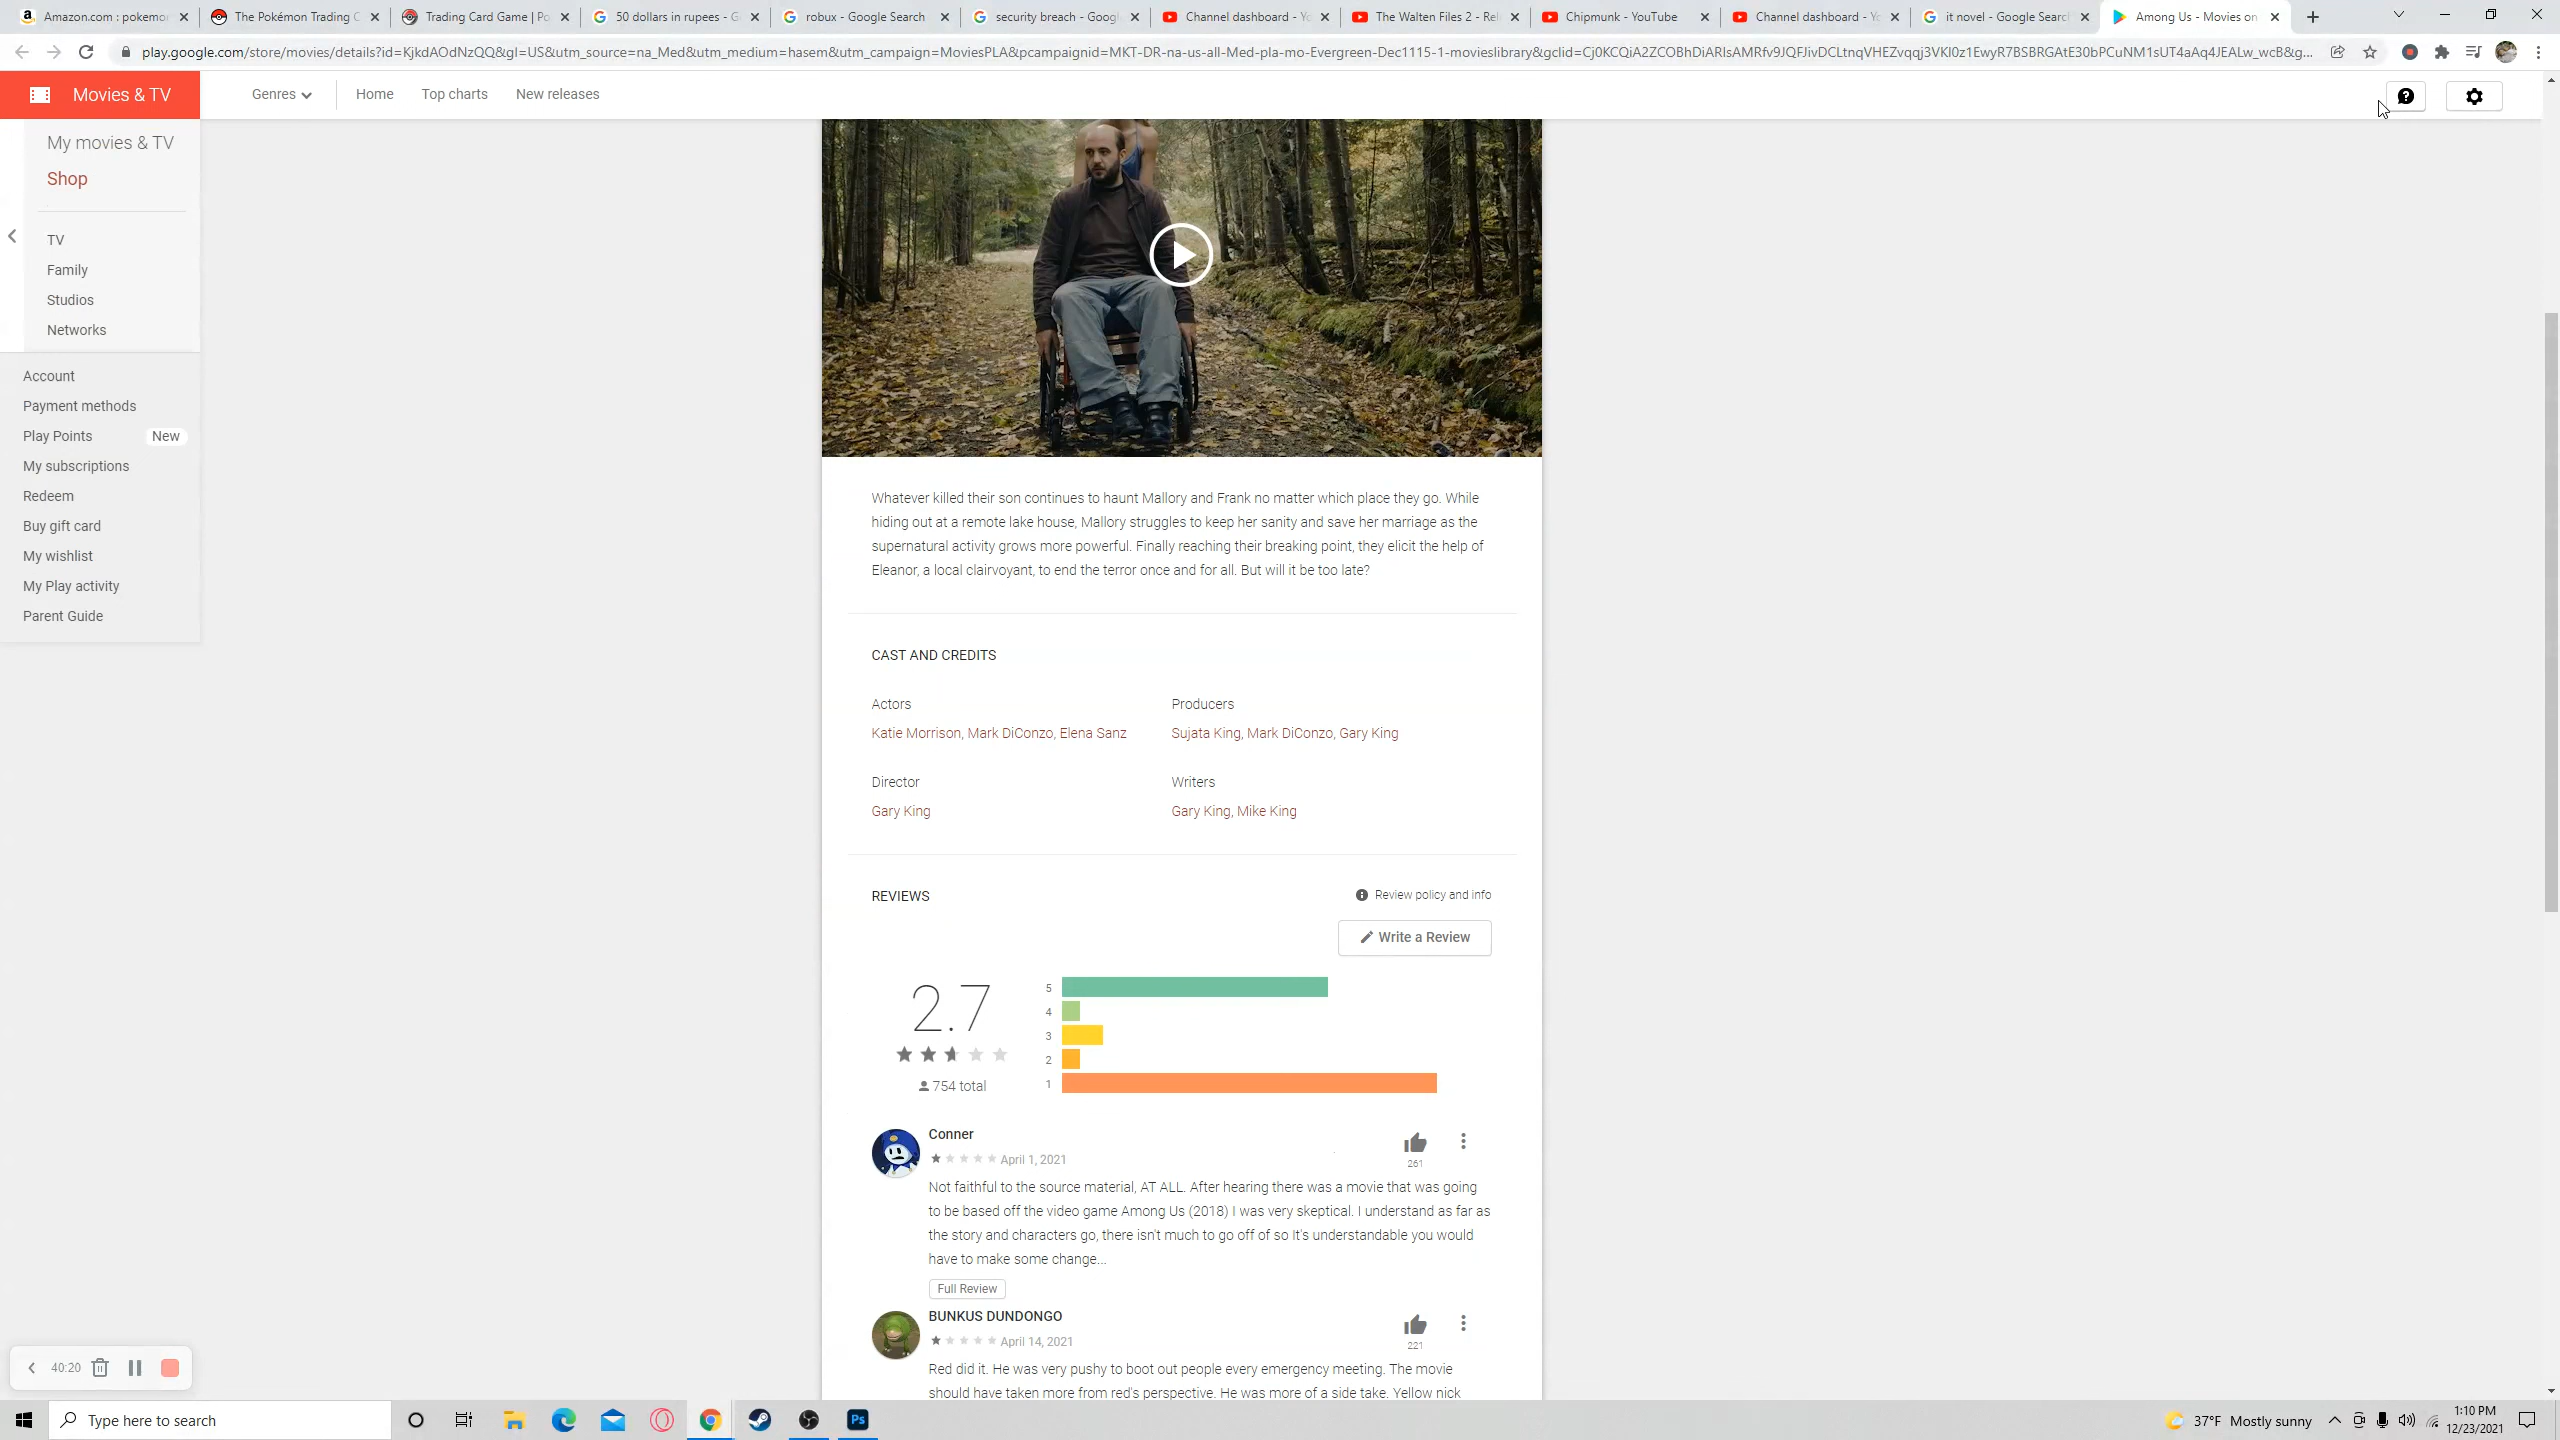 Amazon.com : pokemon
The Pokémon Trading C
Trading Card Game | Po
50 dollars in rupees - G
robux - Google Search
security breach - Googl
Channel dashboard - Yo
The Walten Files 2 - Rel
Chipmunk - YouTube
Channel dashboard - Yo
it novel - Google Search
Among Us - Movies on
play.google.com/store/movies/details?id=KjkdAOdNzQQ&gl=US&utm_source=na_Med&utm_medium=hasem&utm_campaign=MoviesPLA&pcampaignid=MKT-DR-na-us-all-Med-pla-mo-Evergreen-Dec1115-1-movieslibrary&gclid=
Movies & TV
Genres
Home
Top charts
New releases
My movies & TV
Shop
TV
Family
Studios
Networks
Account
Payment methods
Play Points New
My subscriptions
Redeem
Buy gift card
My wishlist
My Play activity
Parent Guide
Whatever killed their son continues to haunt Mallory and Frank no matter which place they go. While
hiding out at a remote lake house, Mallory struggles to keep her sanity and save her marriage as the
supernatural activity grows more powerful. Finally reaching their breaking point, they elicit the help of
Eleanor, a local clairvoyant, to end the terror once and for all. But will it be too late?
CAST AND CREDITS
Actors
Katie Morrison, Mark DiConzo, Elena Sanz
Producers
Sujata King, Mark DiConzo, Gary King
Director
Gary King
Writers
Gary King, Mike King
REVIEWS
Review policy and info
Write a Review
2.7
754 total
5
4
3
2
1
Conner
April 1, 2021
261
Not faithful to the source material, AT ALL. After hearing there was a movie that was going
to be based off the video game Among Us (2018) I was very skeptical. I understand as far as
the story and characters go, there isn't much to go off of so It's understandable you would
have to make some change...
Full Review
BUNKUS DUNDONGO
April 14, 2021
221
Red did it. He was very pushy to boot out people every emergency meeting. The movie
should have taken more from red's perspective. He was more of a side take. Yellow nick
40:20
Type here to search
Ps
37°F Mostly sunny
1:10 PM
12/23/2021